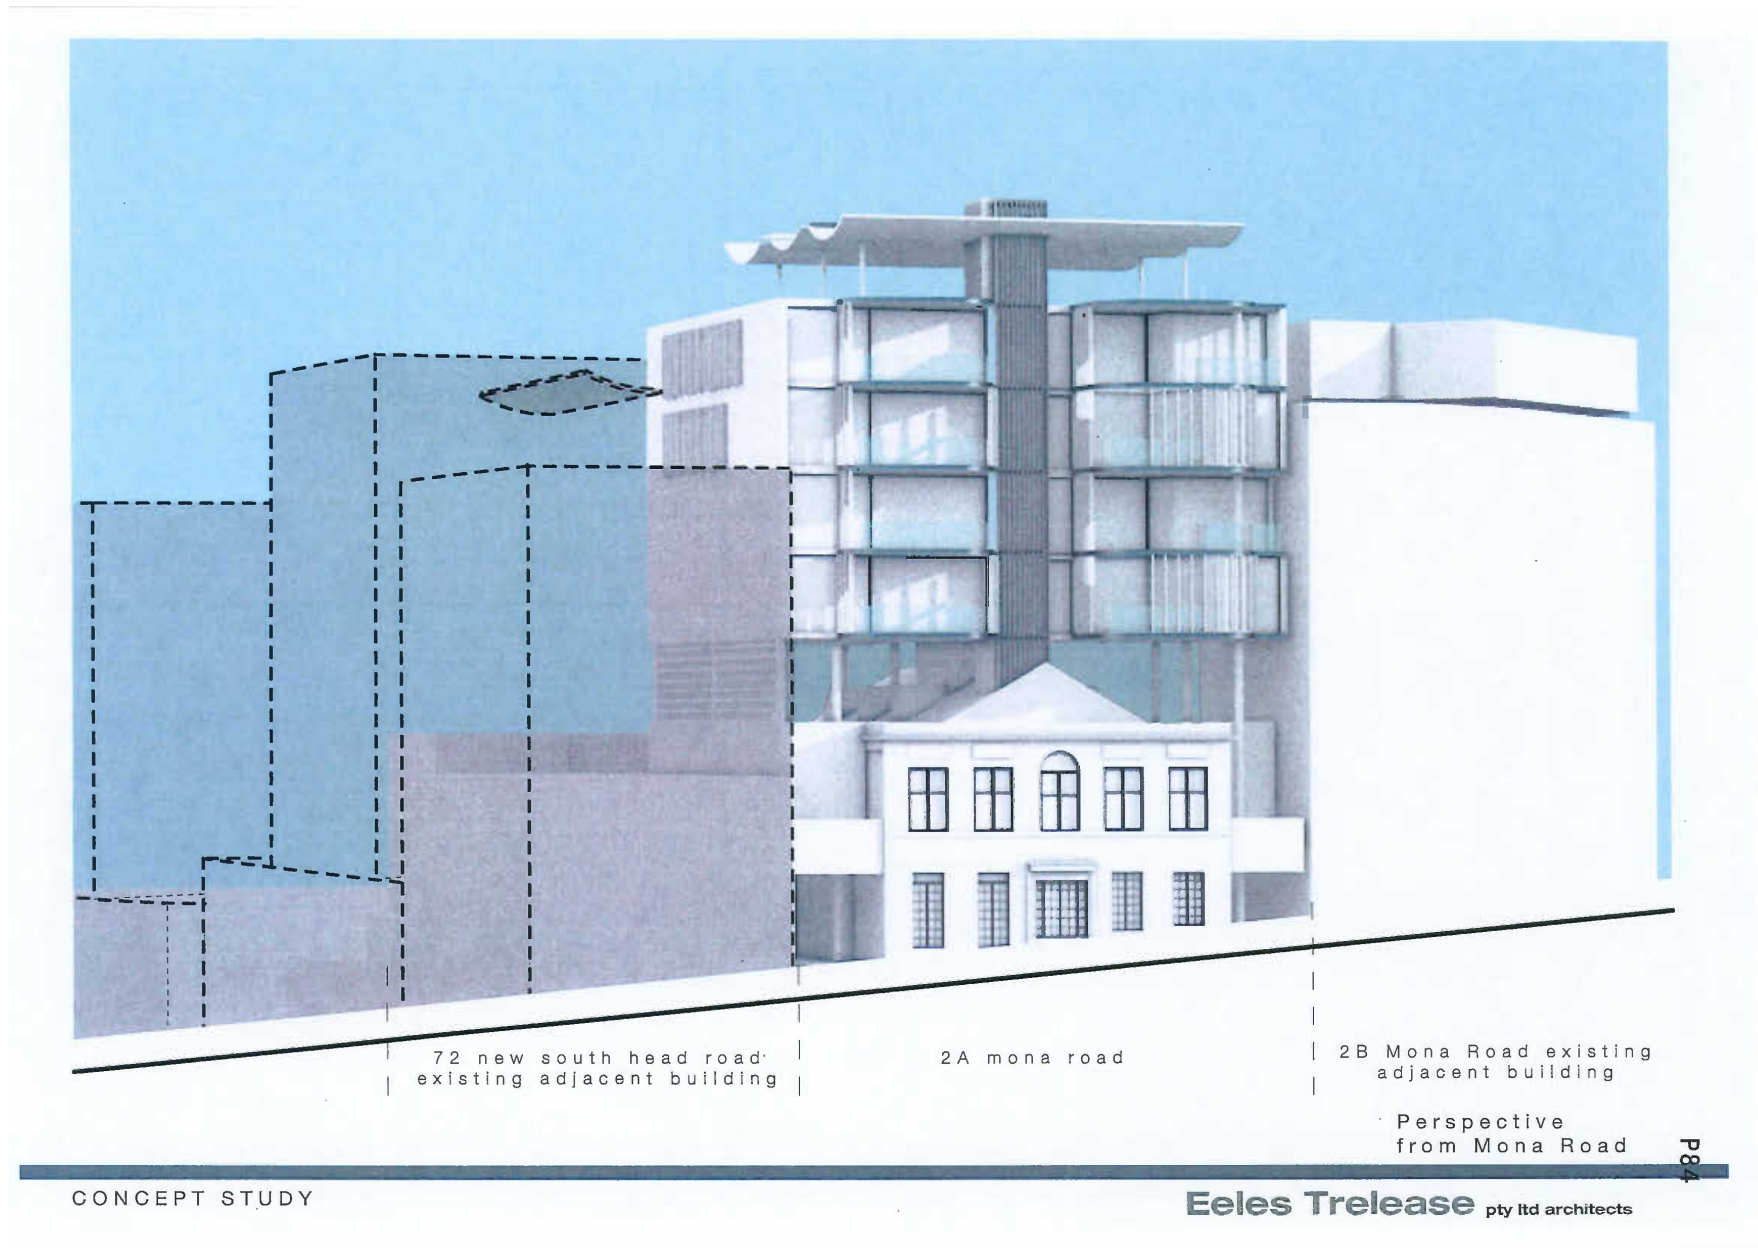 72 new south head road
existing adjacent building
2A mona road
2B Mona Road existing
adjacent building
Perspective
from Mona Road
P84
CONCEPT STUDY
Eeles Trelease pty ltd architects